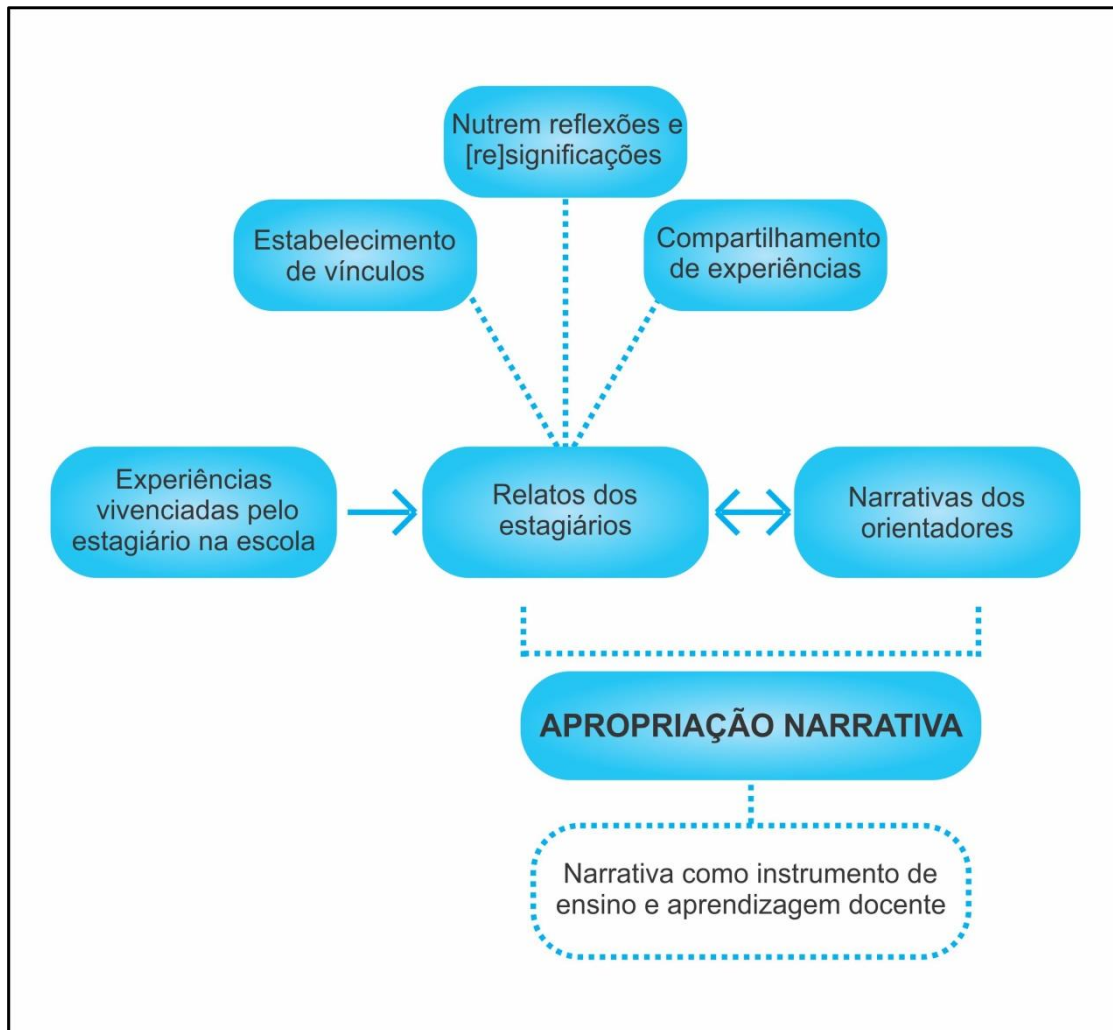 Nutrem reflexões e
[re]significações
Estabelecimento
de vínculos
Compartilhamento
de experiências
Experiências
vivenciadas pelo
estagiário na escola
Relatos dos
estagiários
Narrativas dos
orientadores
APROPRIAÇÃO NARRATIVA
Narrativa como instrumento de
ensino e aprendizagem docente